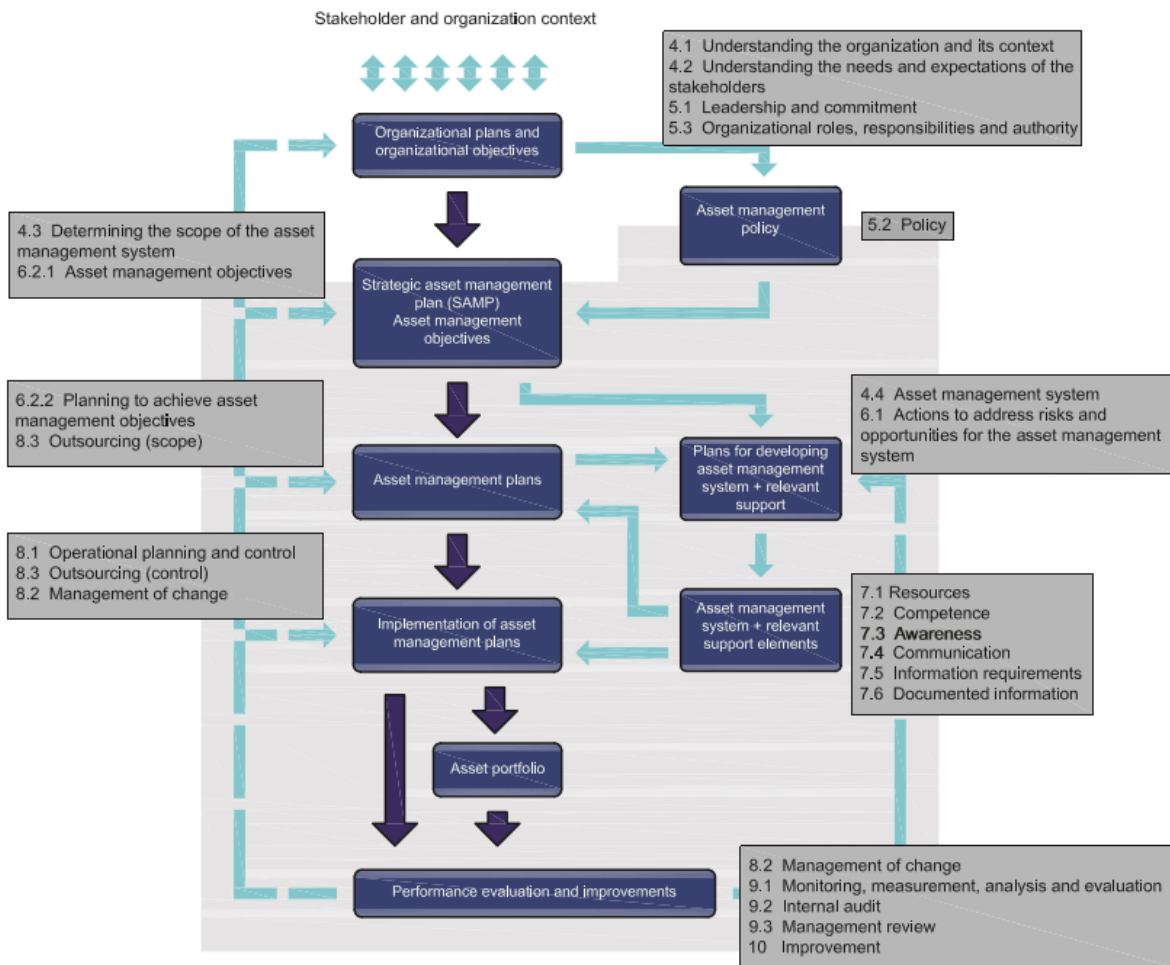 Stakeholder and organization context
4.1 Understanding the organization and its context
4.2 Understanding the needs and expectations of the
stakeholders
5.1 Leadership and commitment
5.3 Organizational roles, responsibilities and authority
Organizational plans and
organizational objectives
Asset management
policy
5.2 Policy
4.3 Determining the scope of the asset
management system
6.2.1 Asset management objectives
Strategic asset management
plan (SAMP)
Asset management
objectives
6.2.2 Planning to achieve asset
management objectives
8.3 Outsourcing (scope)
4.4 Asset management system
6.1 Actions to address risks and
opportunities for the asset management
system
Asset management plans
Plans for developing
asset management
system + relevant
support
8.1 Operational planning and control
8.3 Outsourcing (control)
8.2 Management of change
Implementation of asset
management plans
Asset management
system + relevant
support elements
7.1 Resources
7.2 Competence
7.3 Awareness
7.4 Communication
7.5 Information requirements
7.6 Documented information
Asset portfolio
Performance evaluation and improvements
8.2 Management of change
9.1 Monitoring, measurement, analysis and evaluation
9.2 Internal audit
9.3 Management review
10 Improvement